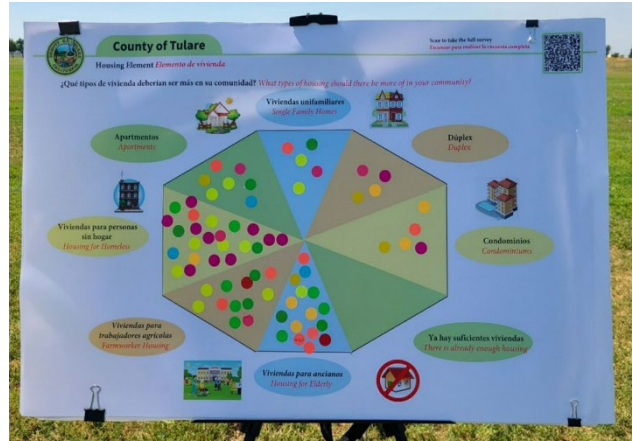 County of Tulare
Scan to take the full survey
Escanear para realizar la encuesta completa
Housing Element Elemento de vivienda
¿Qué tipos de vivienda deberían ser más en su comunidad? What types of housing should there be more of in your community?
Viviendas unifamiliares
Single Family Homes
Apartmentos
Apartments
Dúplex
Duplex
Viviendas para personas
sin hogar
Housing for Homeless
Condominios
Condominiums
Viviendas para
trabajadores agrícolas
Farmworker Housing
Ya hay suficientes viviendas
There is already enough housing
Viviendas para ancianos
Housing for Elderly